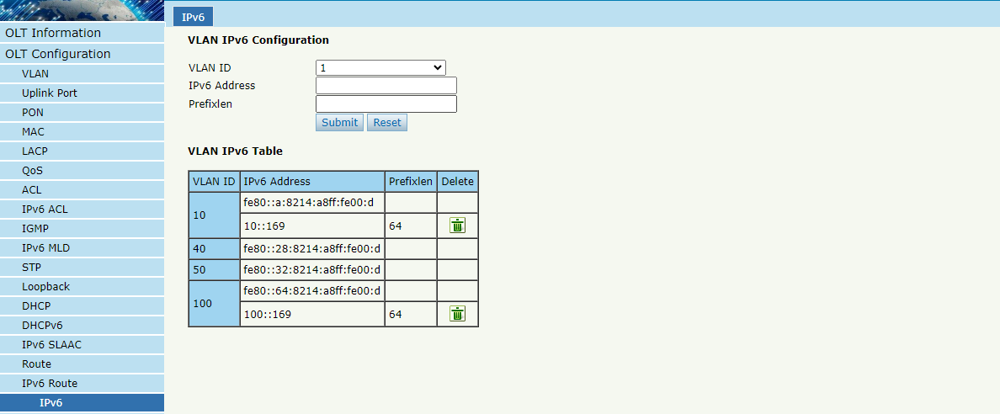 OLT Information
OLT Configuration
VLAN
Uplink Port
PON
MAC
LACP
QoS
ACL
IPv6 ACL
IGMP
IPv6 MLD
STP
Loopback
DHCP
DHCPv6
IPv6 SLAAC
Route
IPv6 Route
IPv6
IPv6
VLAN IPv6 Configuration
VLAN ID 1
IPv6 Address
Prefixlen
Submit Reset
VLAN IPv6 Table
VLAN ID IPv6 Address Prefixlen Delete
10 fe80::a:8214:a8ff:fe00:d
10::169 64
40 fe80::28:8214:a8ff:fe00:d
50 fe80::32:8214:a8ff:fe00:d
100 fe80::64:8214:a8ff:fe00:d
100::169 64